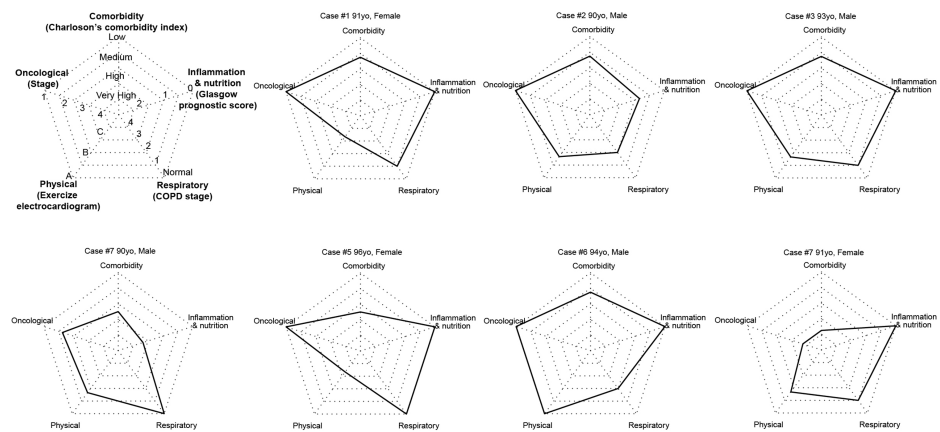 Comorbidity
(Charloson's comorbidity index)
Low
Medium
High
Very High
Oncological
(Stage)
1
2
3
4
Inflammation
& nutrition
(Glasgow
prognostic score)
0
1
2
C
B
A
4
3
2
1
Normal
Physical
(Exercize
electrocardiogram)
Respiratory
(COPD stage)
Case #1 91yo, Female
Comorbidity
Oncological
Inflammation
& nutrition
Physical
Respiratory
Case #2 90yo, Male
Comorbidity
Oncological
Inflammation
& nutrition
Physical
Respiratory
Case #3 93yo, Male
Comorbidity
Oncological
Inflammation
& nutrition
Physical
Respiratory
Case #7 90yo, Male
Comorbidity
Oncological
Inflammation
& nutrition
Physical
Respiratory
Case #5 96yo, Female
Comorbidity
Oncological
Inflammation
& nutrition
Physical
Respiratory
Case #6 94yo, Male
Comorbidity
Oncological
Inflammation
& nutrition
Physical
Respiratory
Case #7 91yo, Female
Comorbidity
Oncological
Inflammation
& nutrition
Physical
Respiratory